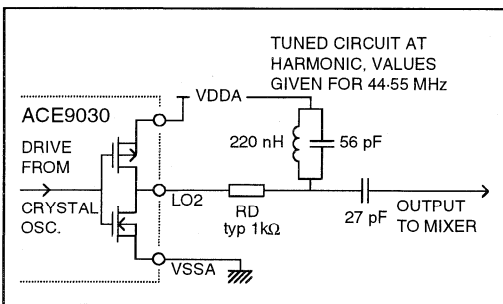 TUNED CIRCUIT AT
HARMONIC, VALUES
GIVEN FOR 44·55 MHz
VDDA
ACE9030
DRIVE
FROM
220 nH
56 pF
CRYSTAL
OSC.
LO2
RD
typ 1kΩ
27 pF
OUTPUT
TO MIXER
VSSA